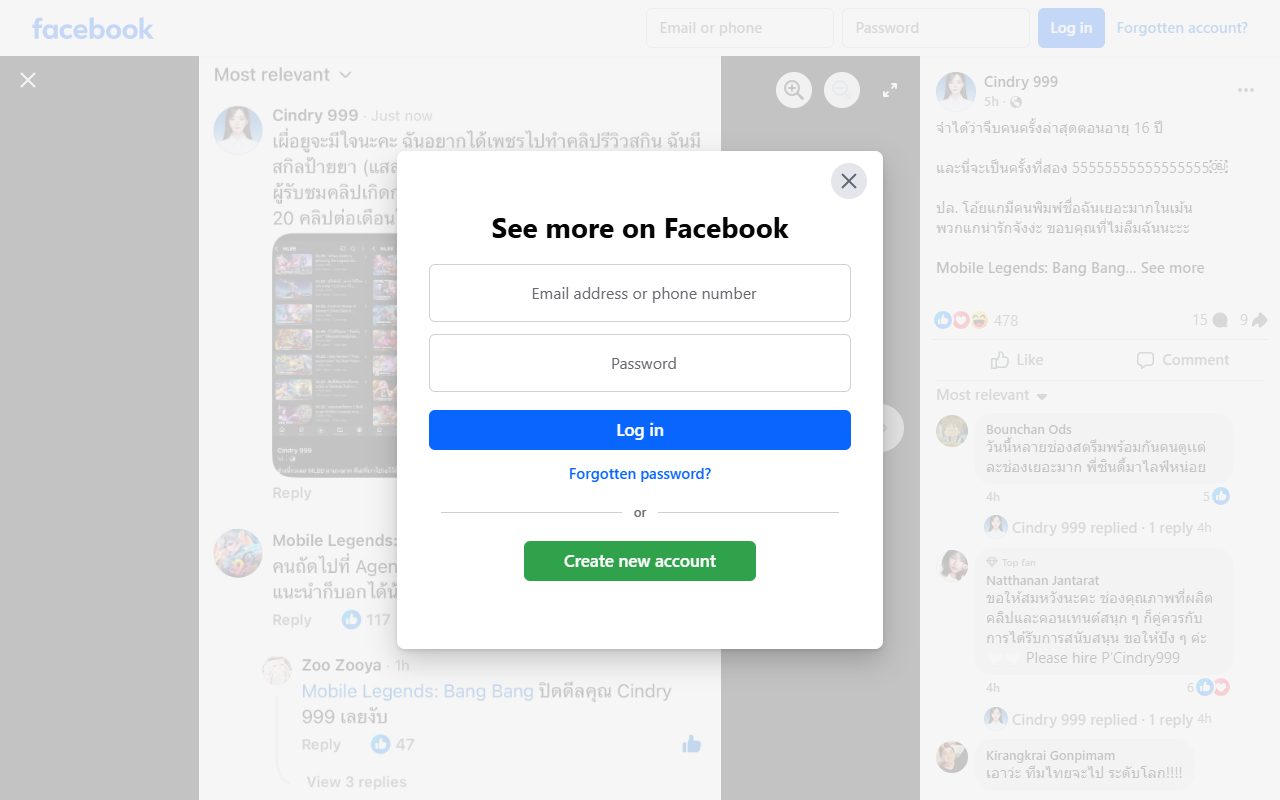 facebook
Email or phone
Password
Log in
Forgotten account?
Most relevant
Cindry 999 · Just now
เผื่อยูจะมีใจนะคะ ฉันอยากได้เพชรไปทำคลิปรีวิวสกิน ฉันมี
สกิลป้ายยา
ผู้รับชมคลิปเกิด
20 คลิปต่อเดือน
Cindry 999
Reply
Mobile Legends:
คนถัดไปที่
แนะนำก็บอกได้
Reply
117
Zoo Zooya · 1h
Mobile Legends: Bang Bang ปิดดีลคุณ Cindry
999 เลยงับ
Reply
47
View 3 replies
See more on Facebook
Email address or phone number
Password
Log in
Forgotten password?
or
Create new account
Cindry 999
5h ·
จำได้ว่าจีบคนครั้งล่าสุดตอนอายุ 16 ปี
และนี่จะเป็นครั้งที่สอง 55555555555555555
ปล. โอ้ยแกมีคนพิมพ์ชื่อฉันเยอะมากในเม้น
พวกแกน่ารักจังง่ะ ขอบคุณที่ไม่ลืมฉันนะะะ
Mobile Legends: Bang Bang... See more
478
15
9
Like
Comment
Most relevant
Bounchan Ods
วันนี้หลายช่องสตรีมพร้อมกันคนดูแต่
ละช่องเยอะมาก พี่ซินดี้มาไลฟ์หน่อย
4h
5
Cindry 999 replied · 1 reply 4h
Top fan
Natthanan Jantarat
ขอให้สมหวังนะคะ ช่องคุณภาพที่ผลิต
คลิปและคอนเทนต์สนุก ๆ ก็คู่ควรกับ
การได้รับการสนับสนุน ขอให้ปัง ๆ ค่ะ
Please hire P'Cindry999
4h
6
Cindry 999 replied · 1 reply 4h
Kirangkrai Gonpimam
เอาว่ะ ทีมไทยจะไป ระดับโลก!!!!